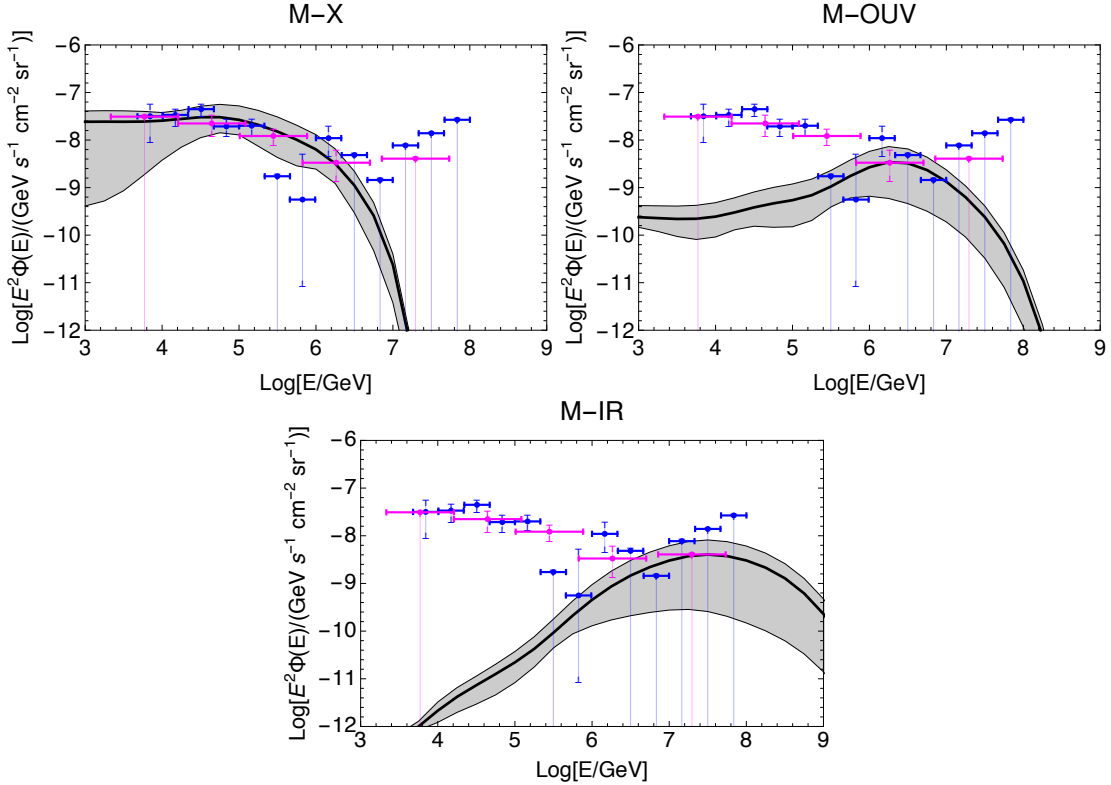 M-X
Log[E²Φ(E)/(GeV s⁻¹ cm⁻² sr⁻¹)]
-6
-7
-8
-9
-10
-11
-12
3 4 5 6 7 8 9
Log[E/GeV]
M-OUV
Log[E²Φ(E)/(GeV s⁻¹ cm⁻² sr⁻¹)]
-6
-7
-8
-9
-10
-11
-12
3 4 5 6 7 8 9
Log[E/GeV]
M-IR
Log[E²Φ(E)/(GeV s⁻¹ cm⁻² sr⁻¹)]
-6
-7
-8
-9
-10
-11
-12
3 4 5 6 7 8 9
Log[E/GeV]